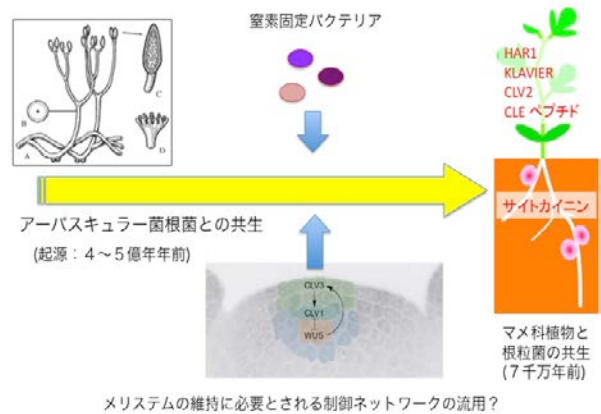 窒素固定バクテリア
HAR1
KLAVIER
CLV2
CLE ペプチド
C
B
A
D
サイトカイニン
アーバスキュラー菌根菌との共生
(起源：４〜５億年年前)
CLV3
CLV1
WUS
マメ科植物と
根粒菌の共生
(７千万年前)
メリステムの維持に必要とされる制御ネットワークの流用？